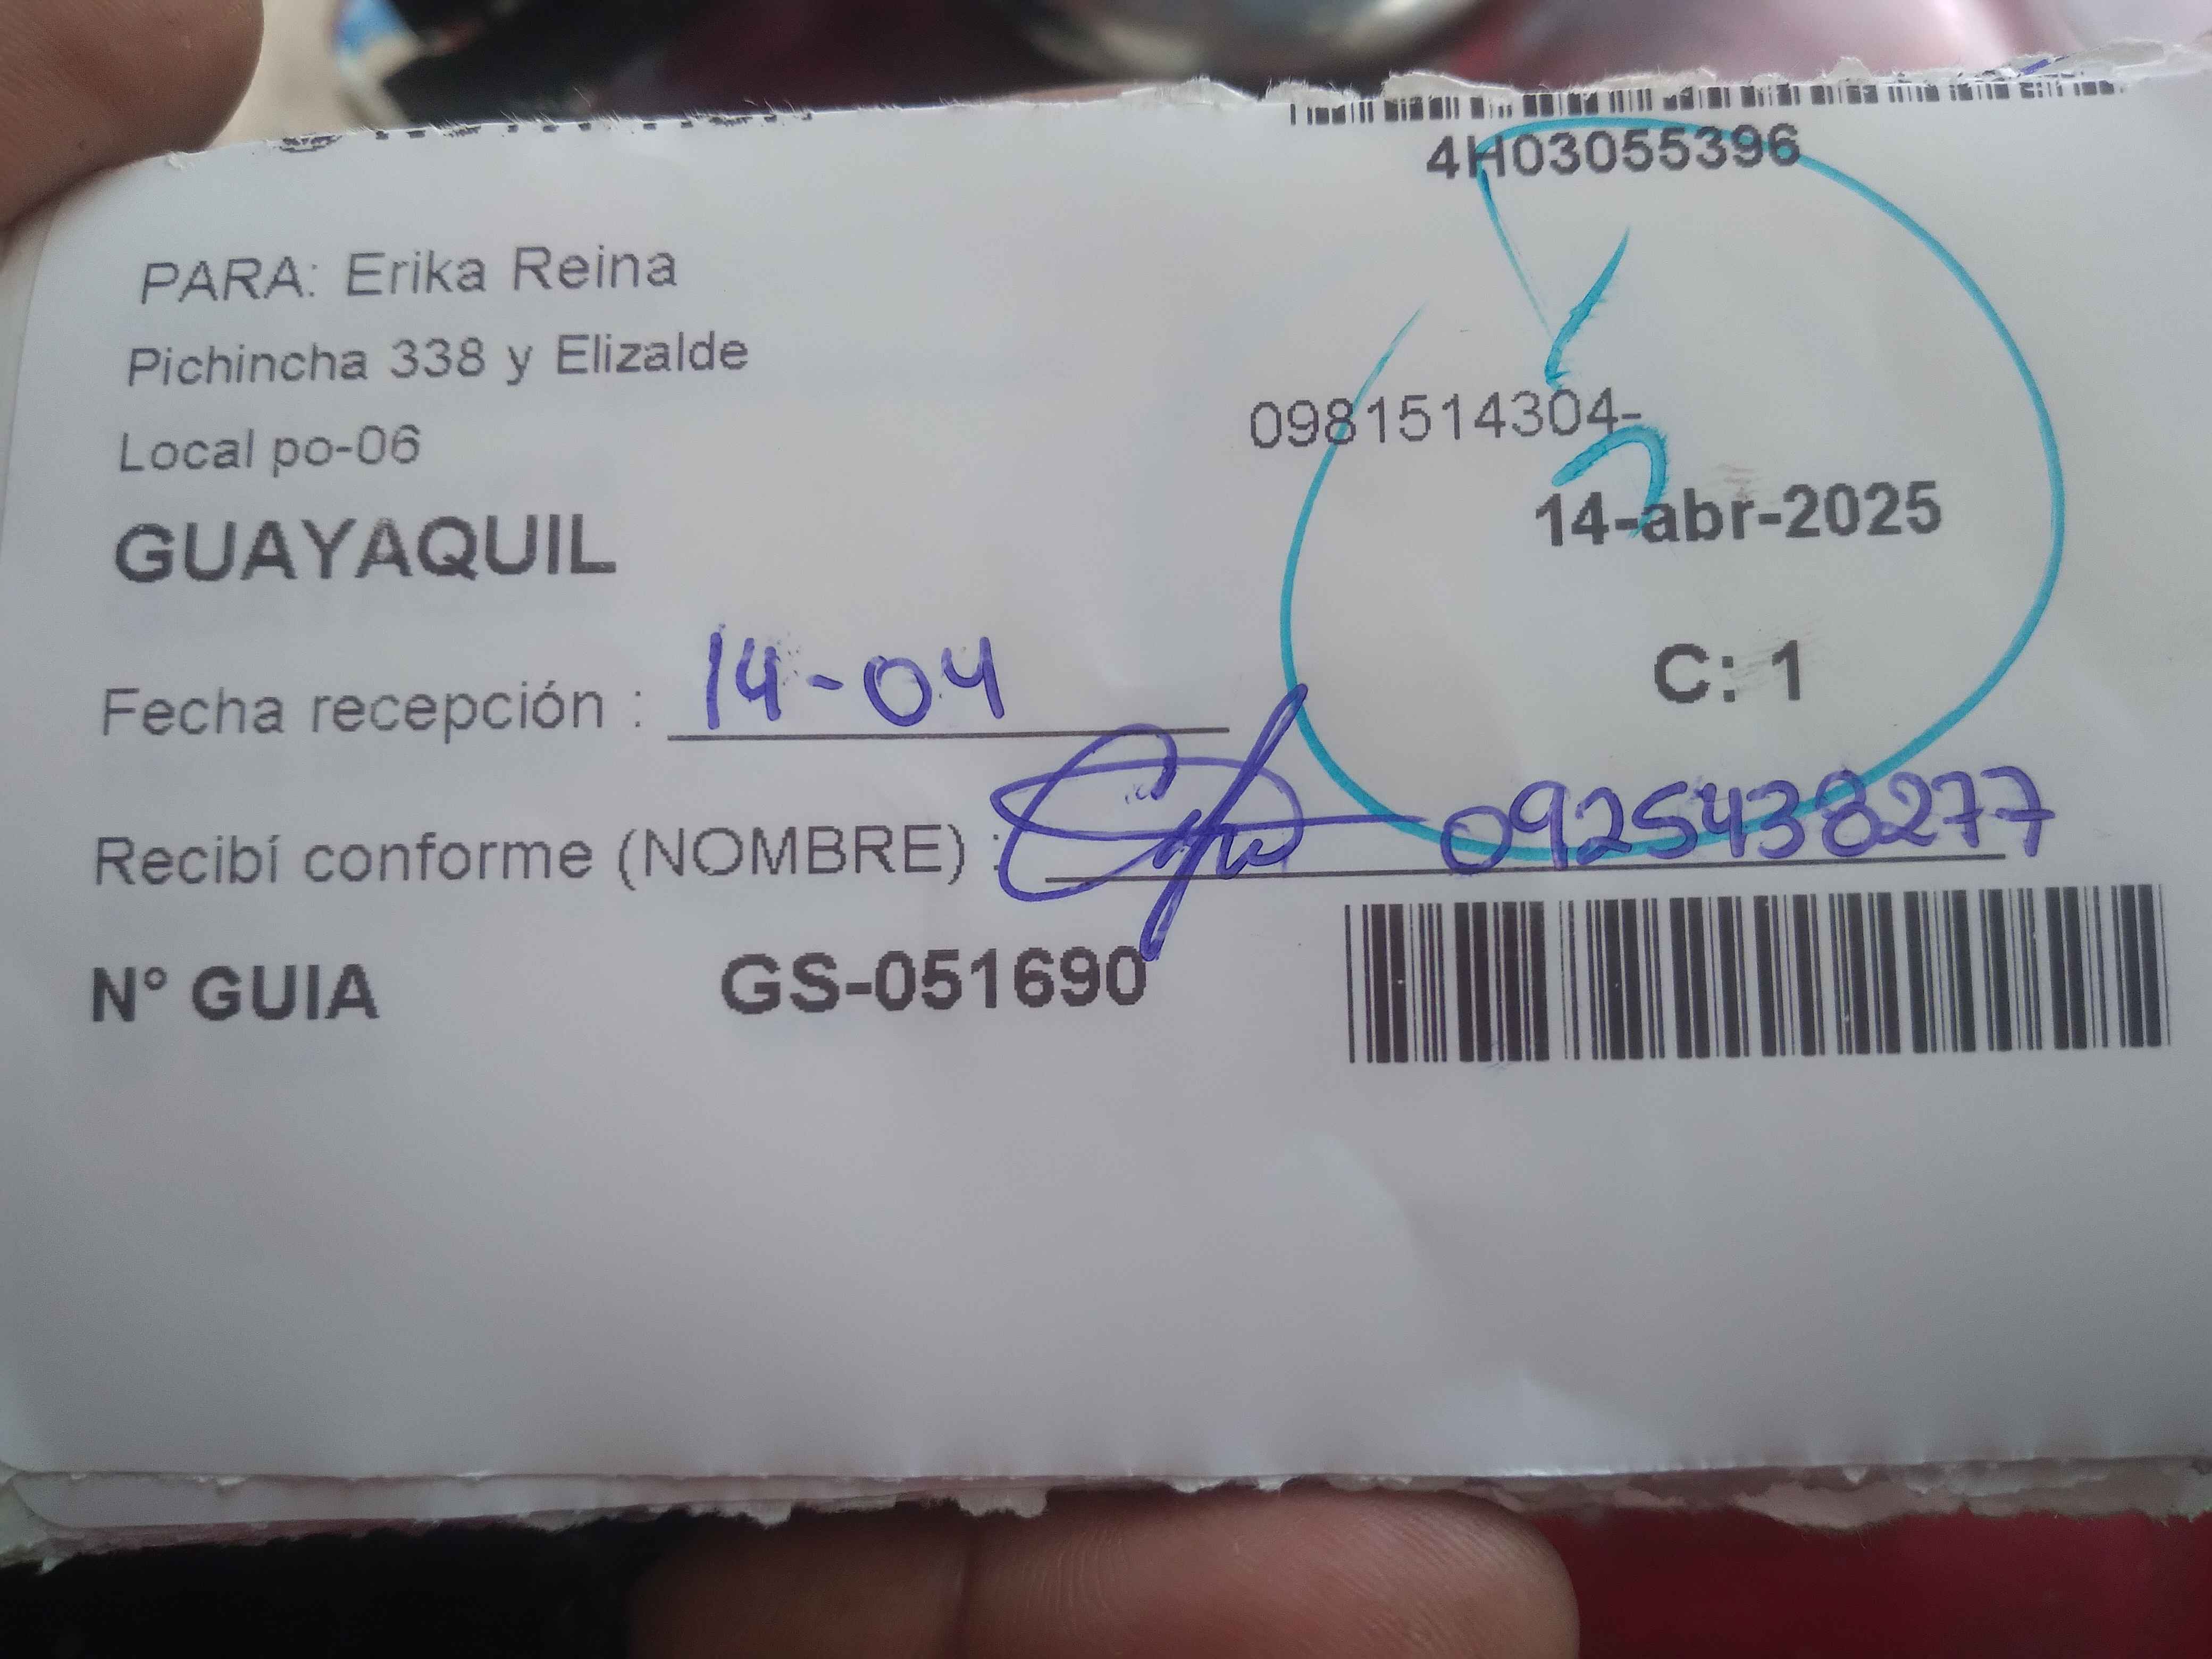 4H03055396
PARA: Erika Reina
Pichincha 338 y Elizalde
0981514304-
Local po-06
14-abr-2025
GUAYAQUIL
C: 1
Fecha recepción : 14-04
Recibí conforme (NOMBRE) : 0925438277
N° GUIA GS-051690